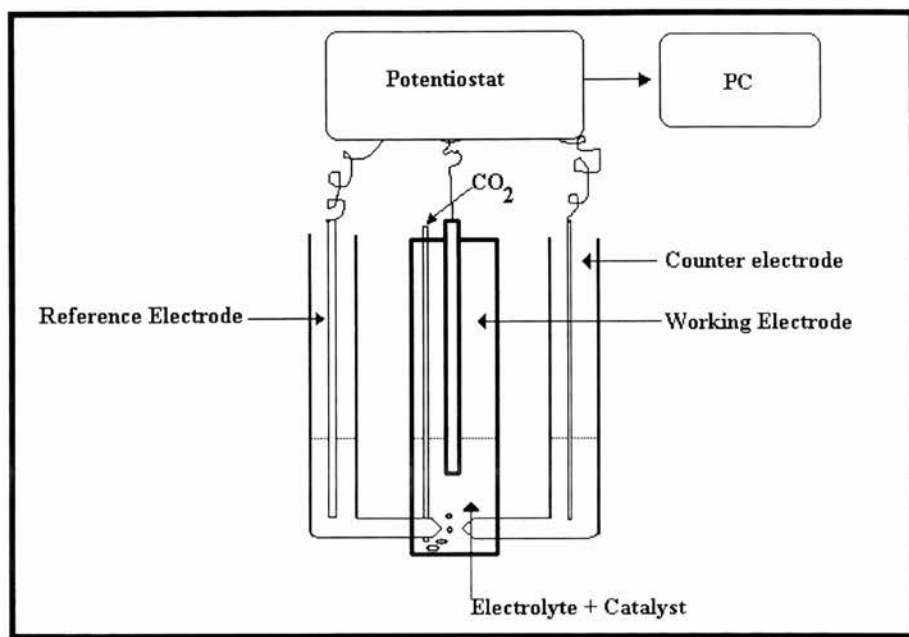 Potentiostat
PC
CO2
Counter electrode
Reference Electrode
Working Electrode
Electrolyte + Catalyst